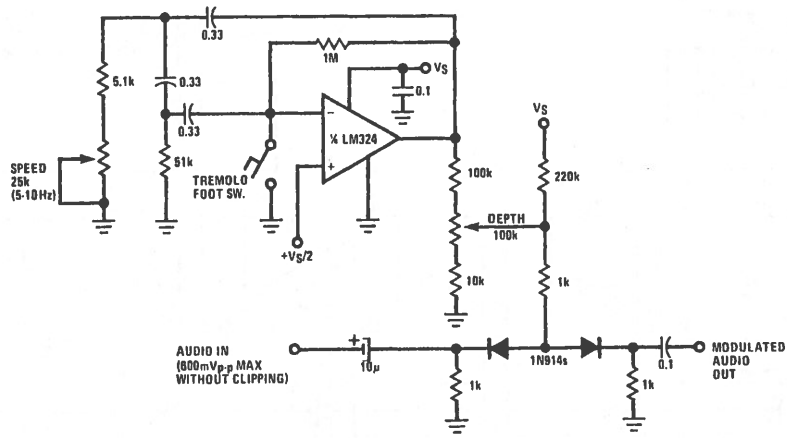 0.33
5.1k
0.33
0.33
51k
SPEED
25k
(5-10Hz)
TREMOLO
FOOT SW.
1M
VS
0.1
–
¼ LM324
+
+VS/2
VS
100k
220k
DEPTH
100k
10k
1k
AUDIO IN
(600mVp-p MAX
WITHOUT CLIPPING)
+
10µ
1k
1N914s
1k
0.1
MODULATED
AUDIO
OUT